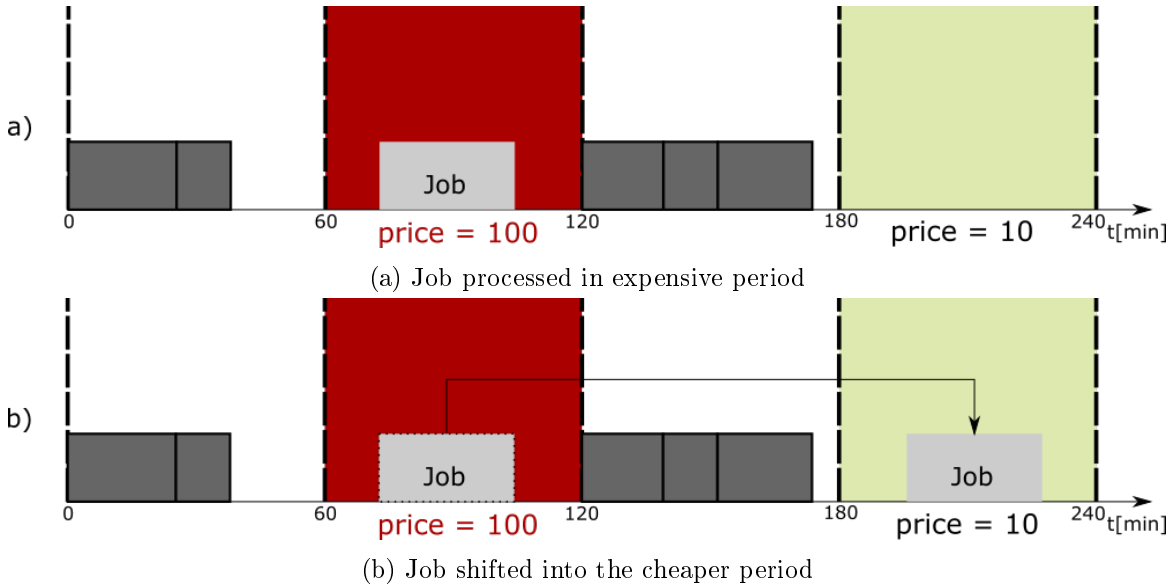 a)
Job
0 60 120 180 240 t[min]
price = 100 price = 10
(a) Job processed in expensive period
b)
Job Job
0 60 120 180 240 t[min]
price = 100 price = 10
(b) Job shifted into the cheaper period